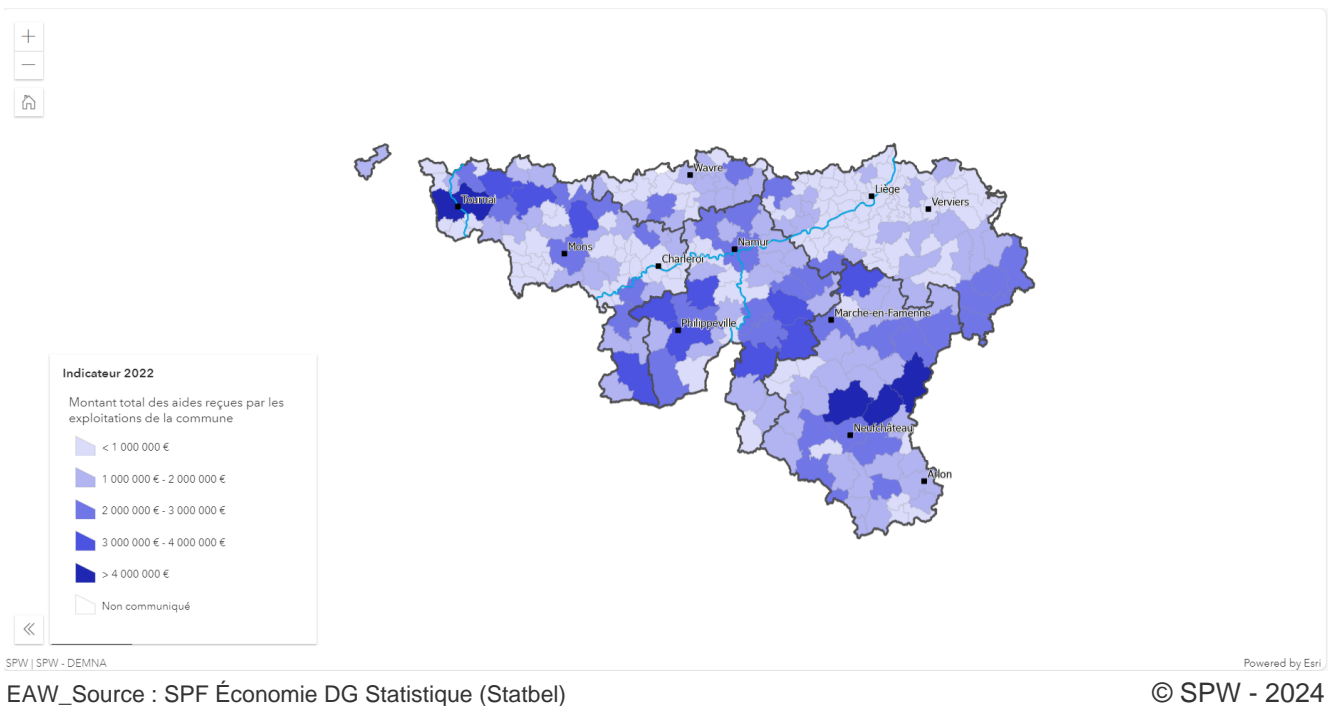 Wavre
Liège
Tournai
Verviers
Mons
Namur
Charleroi
Marche-en-Famenne
Philippeville
Indicateur 2022
Montant total des aides reçues par les
exploitations de la commune
< 1 000 000 €
1 000 000 € - 2 000 000 €
2 000 000 € - 3 000 000 €
3 000 000 € - 4 000 000 €
> 4 000 000 €
Non communiqué
Neufchâteau
Arlon
SPW | SPW - DEMNA
Powered by Esri
EAW_Source : SPF Économie DG Statistique (Statbel)
© SPW - 2024